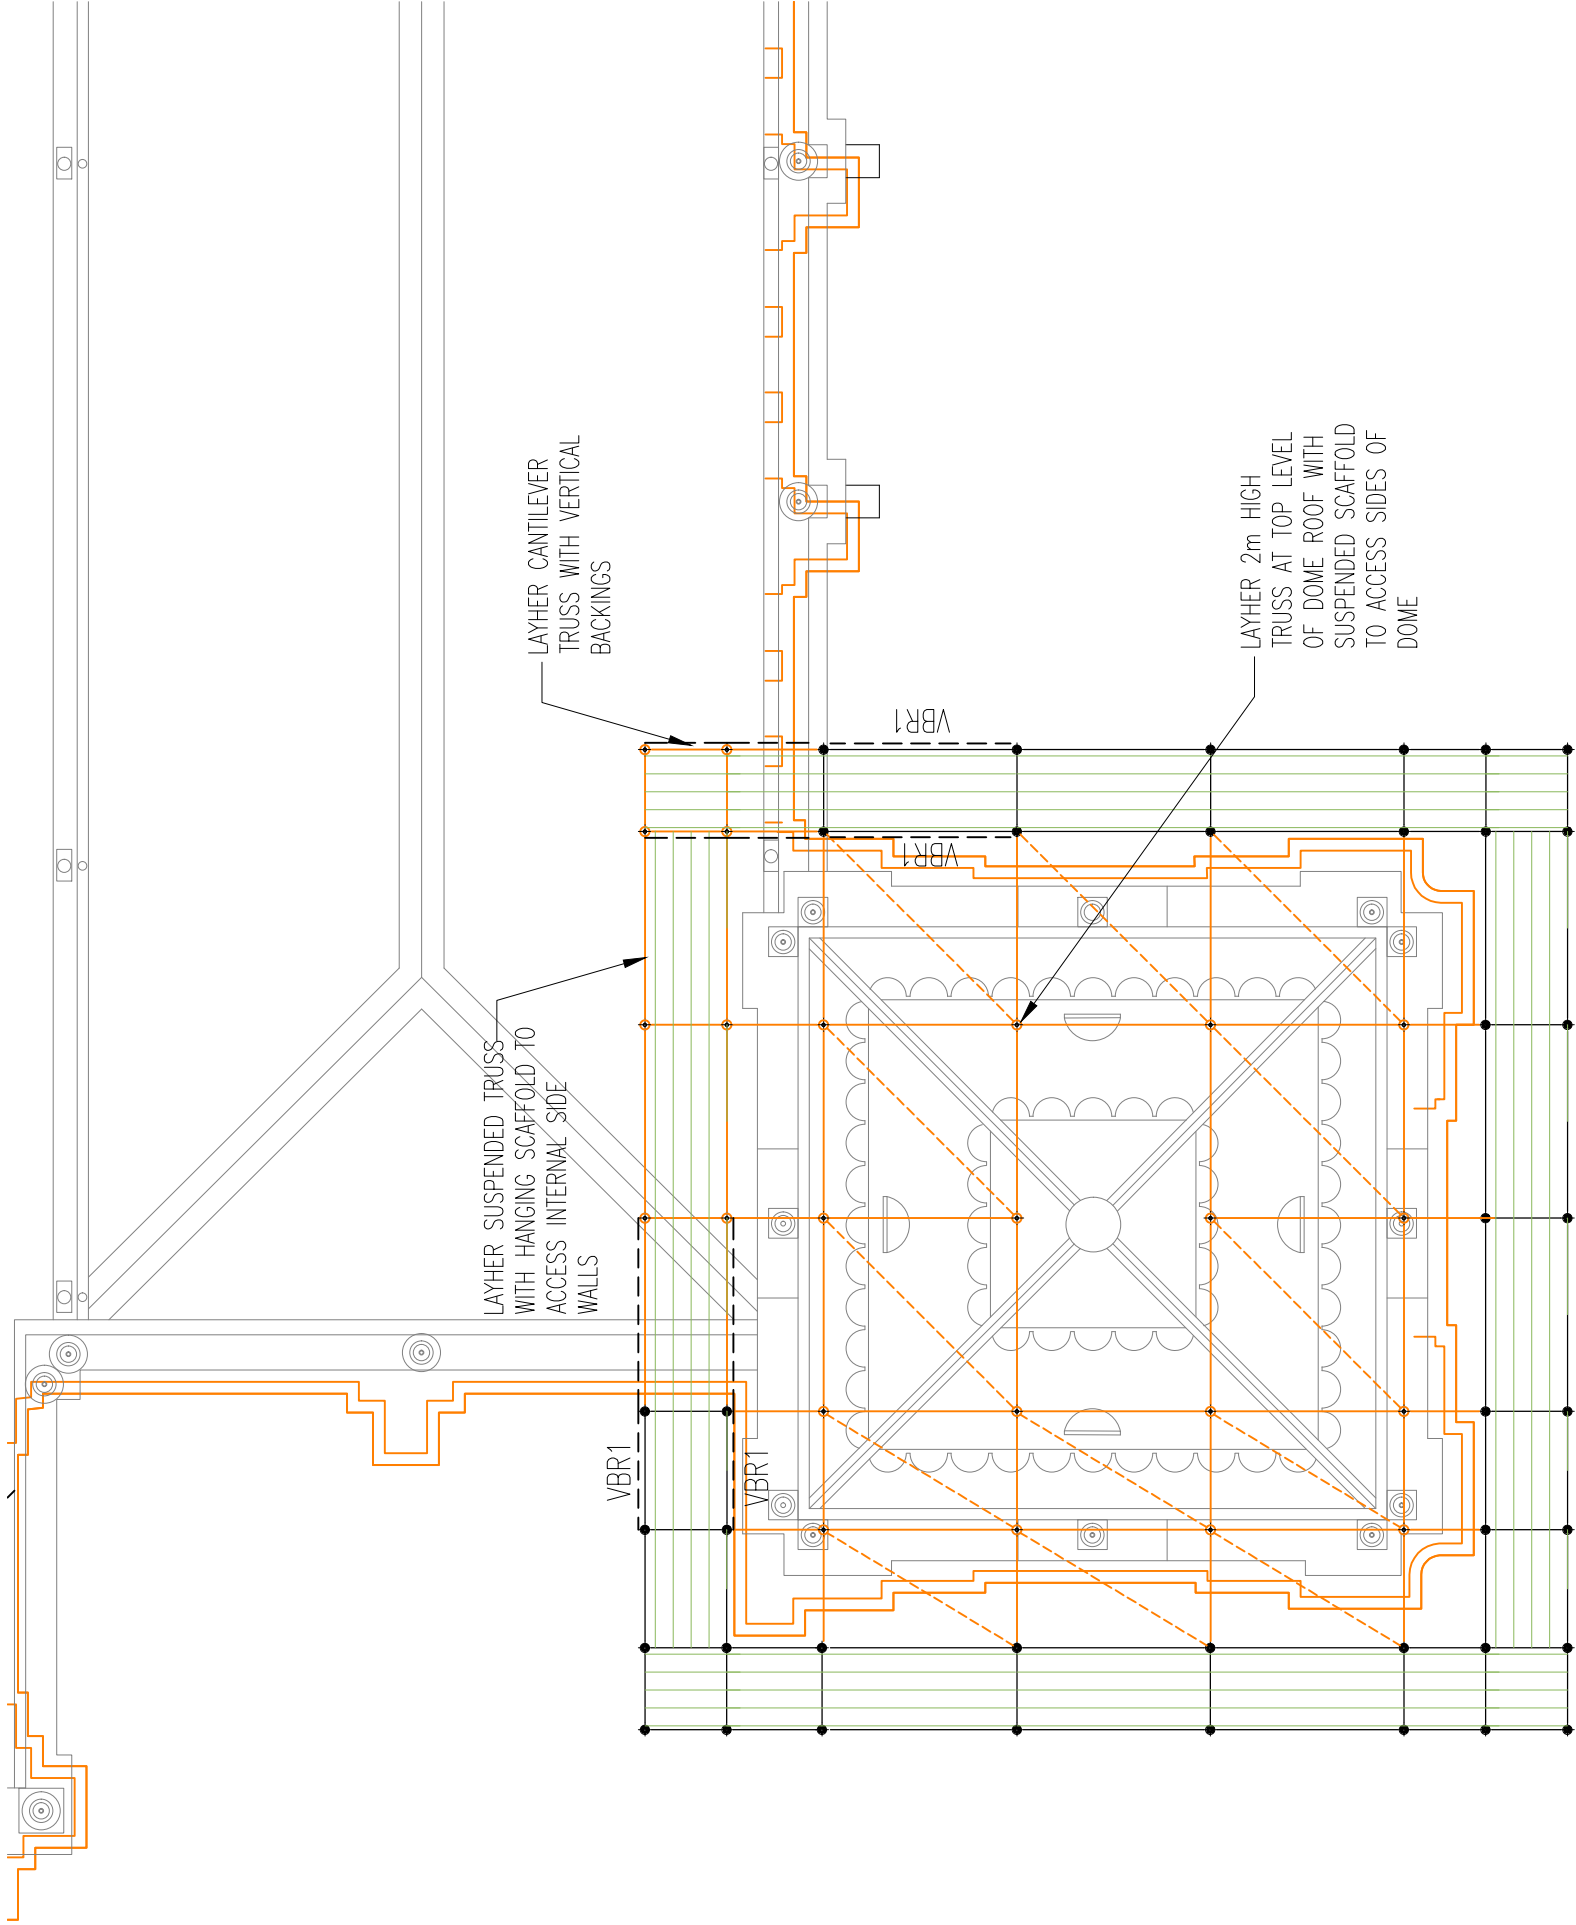 LAYHER CANTILEVER
TRUSS WITH VERTICAL
BACKINGS
LAYHER 2m HIGH
TRUSS AT TOP LEVEL
OF DOME ROOF WITH
SUSPENDED SCAFFOLD
TO ACCESS SIDES OF
DOME
VBR1
VBR1
LAYHER SUSPENDED TRUSS
WITH HANGING SCAFFOLD TO
ACCESS INTERNAL SIDE
WALLS
VBR1
VBR1